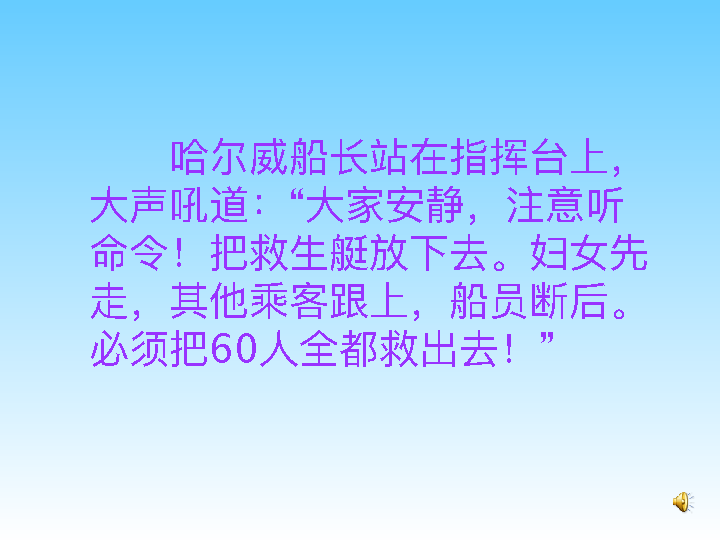 哈尔威船长站在指挥台上，
大声吼道：“大家安静，注意听
命令！把救生艇放下去。妇女先
走，其他乘客跟上，船员断后。
必须把60人全都救出去！”